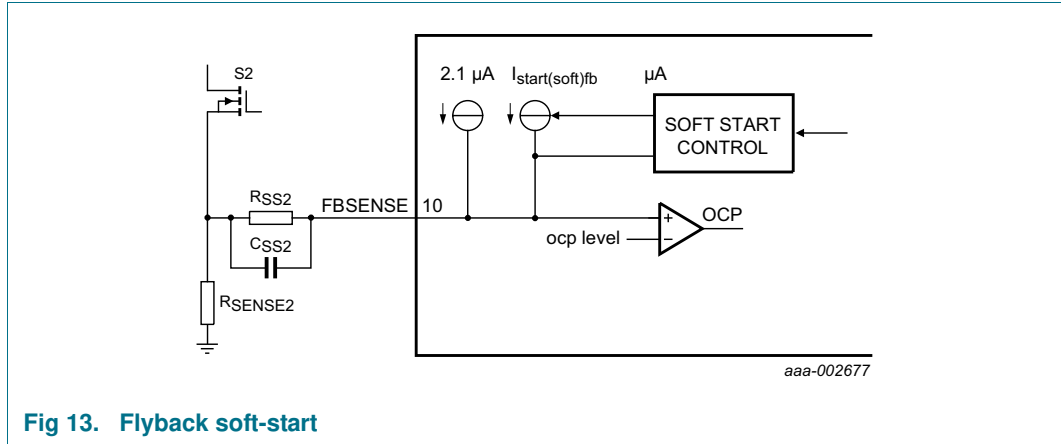 S2
2.1 µA
Istart(soft)fb
µA
SOFT START
CONTROL
RSS2
FBSENSE
10
CSS2
ocp level
+
−
OCP
RSENSE2
aaa-002677
Fig 13. Flyback soft-start